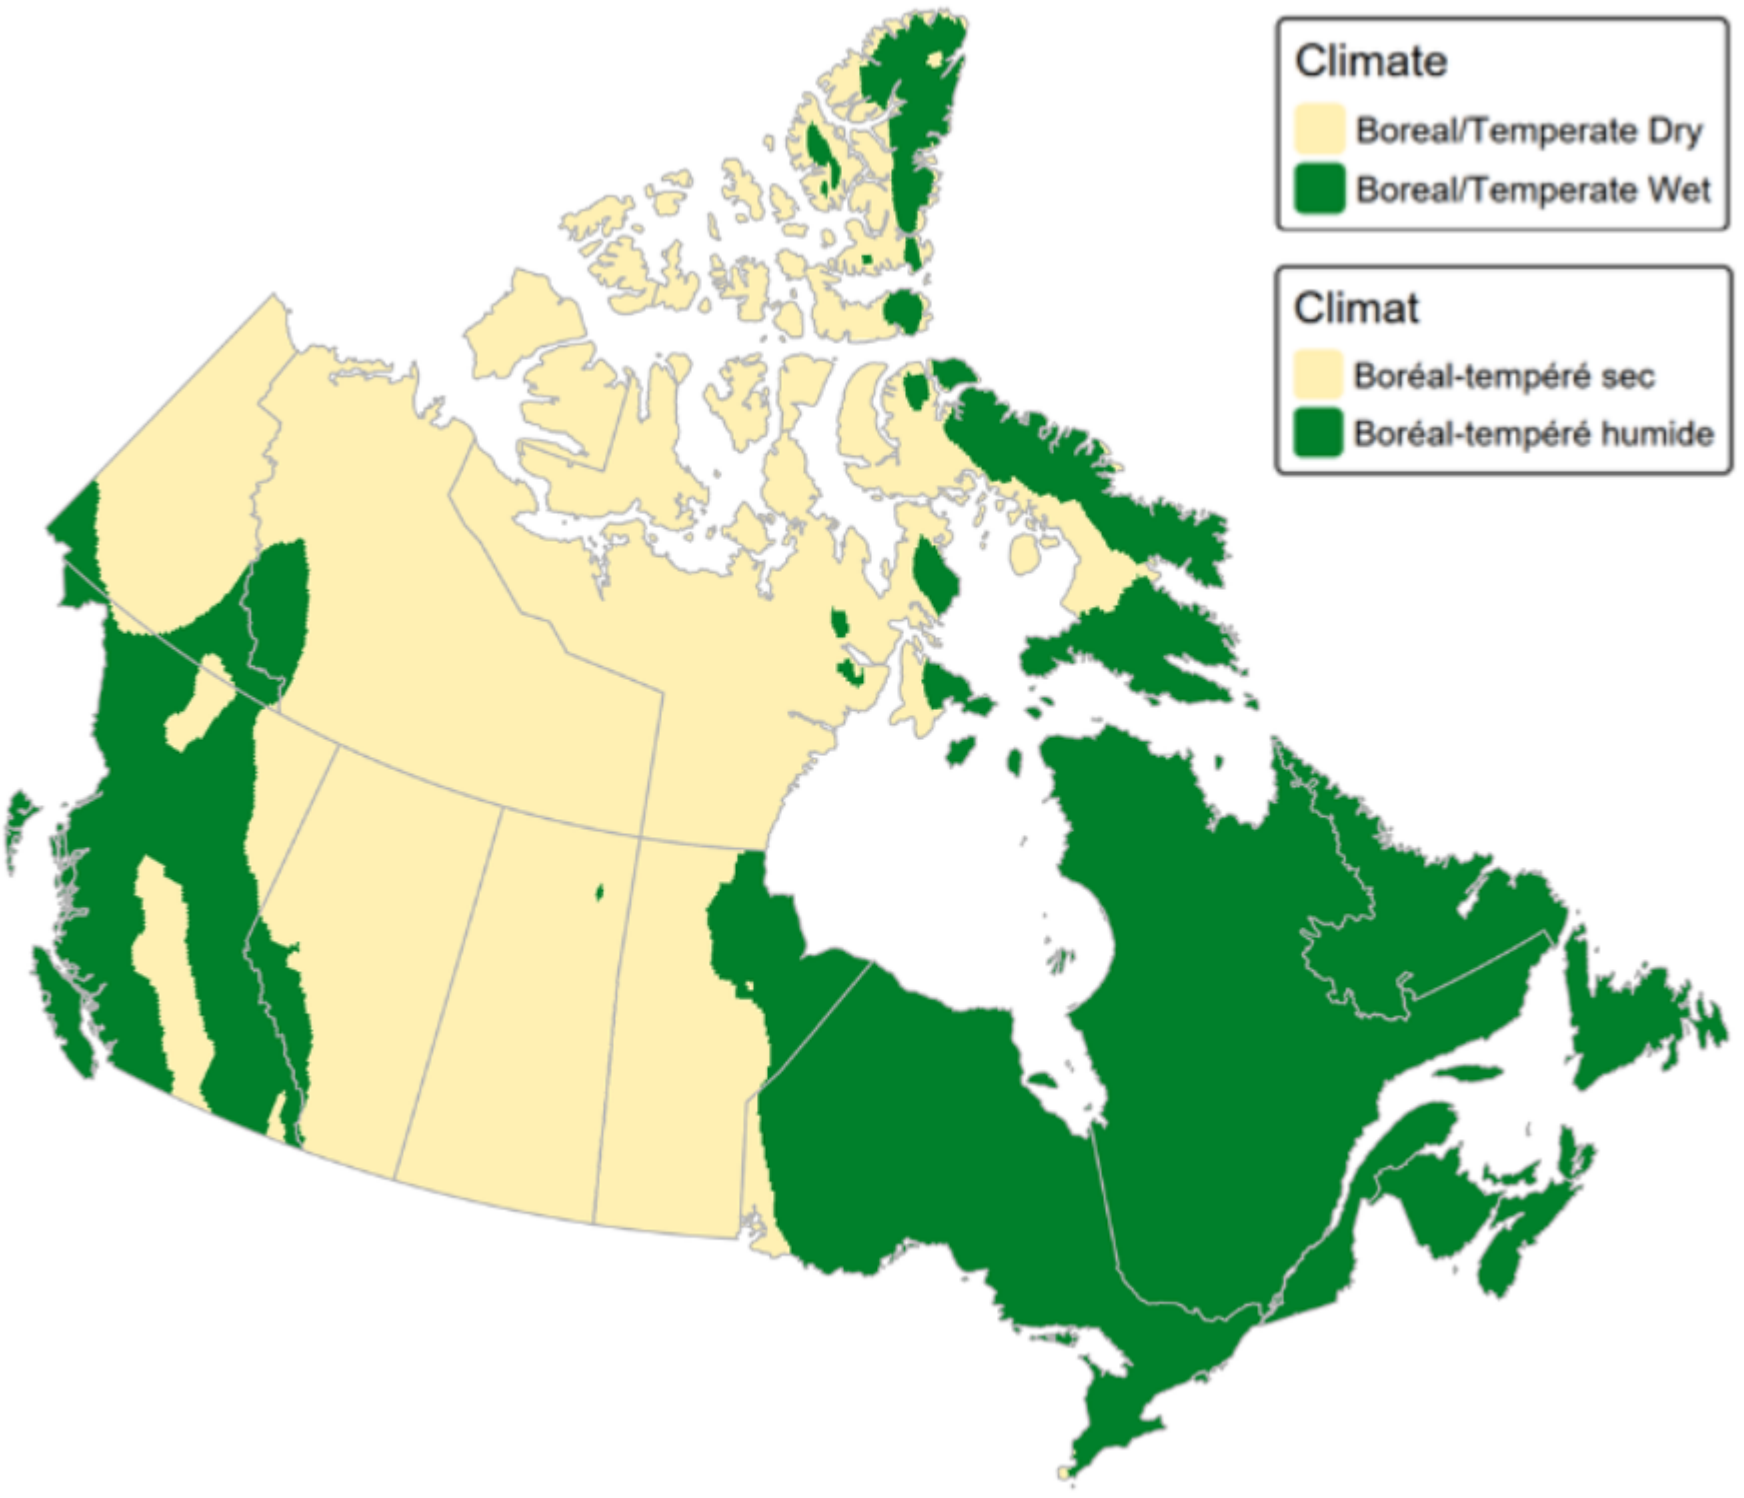 Climate
Boreal/Temperate Dry
Boreal/Temperate Wet
Climat
Boréal-tempéré sec
Boréal-tempéré humide